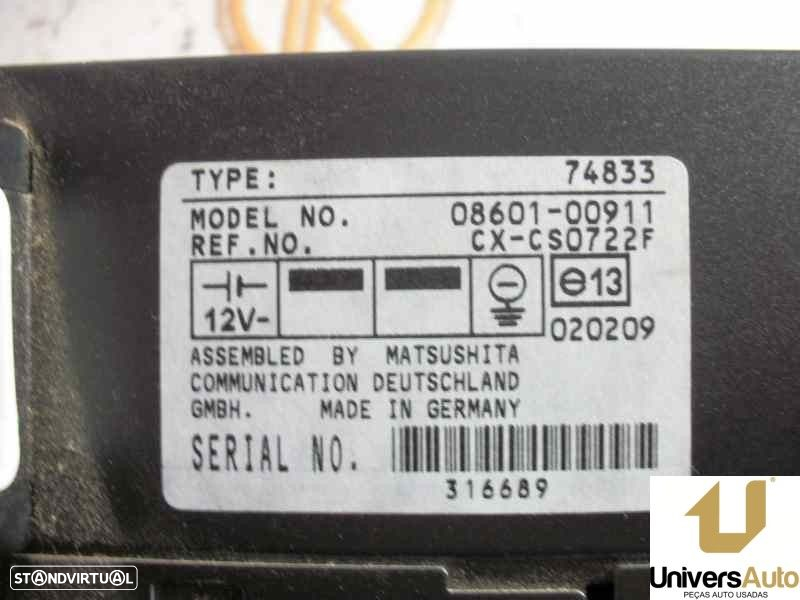 TYPE: 74833
MODEL NO. 08601-00911
REF.NO. CX-CS0722F
12V- ⊖13
020209
ASSEMBLED BY MATSUSHITA
COMMUNICATION DEUTSCHLAND
GMBH. MADE IN GERMANY
SERIAL NO.
316689
STANDVIRTUAL
UniversAuto
PEÇAS AUTO USADAS